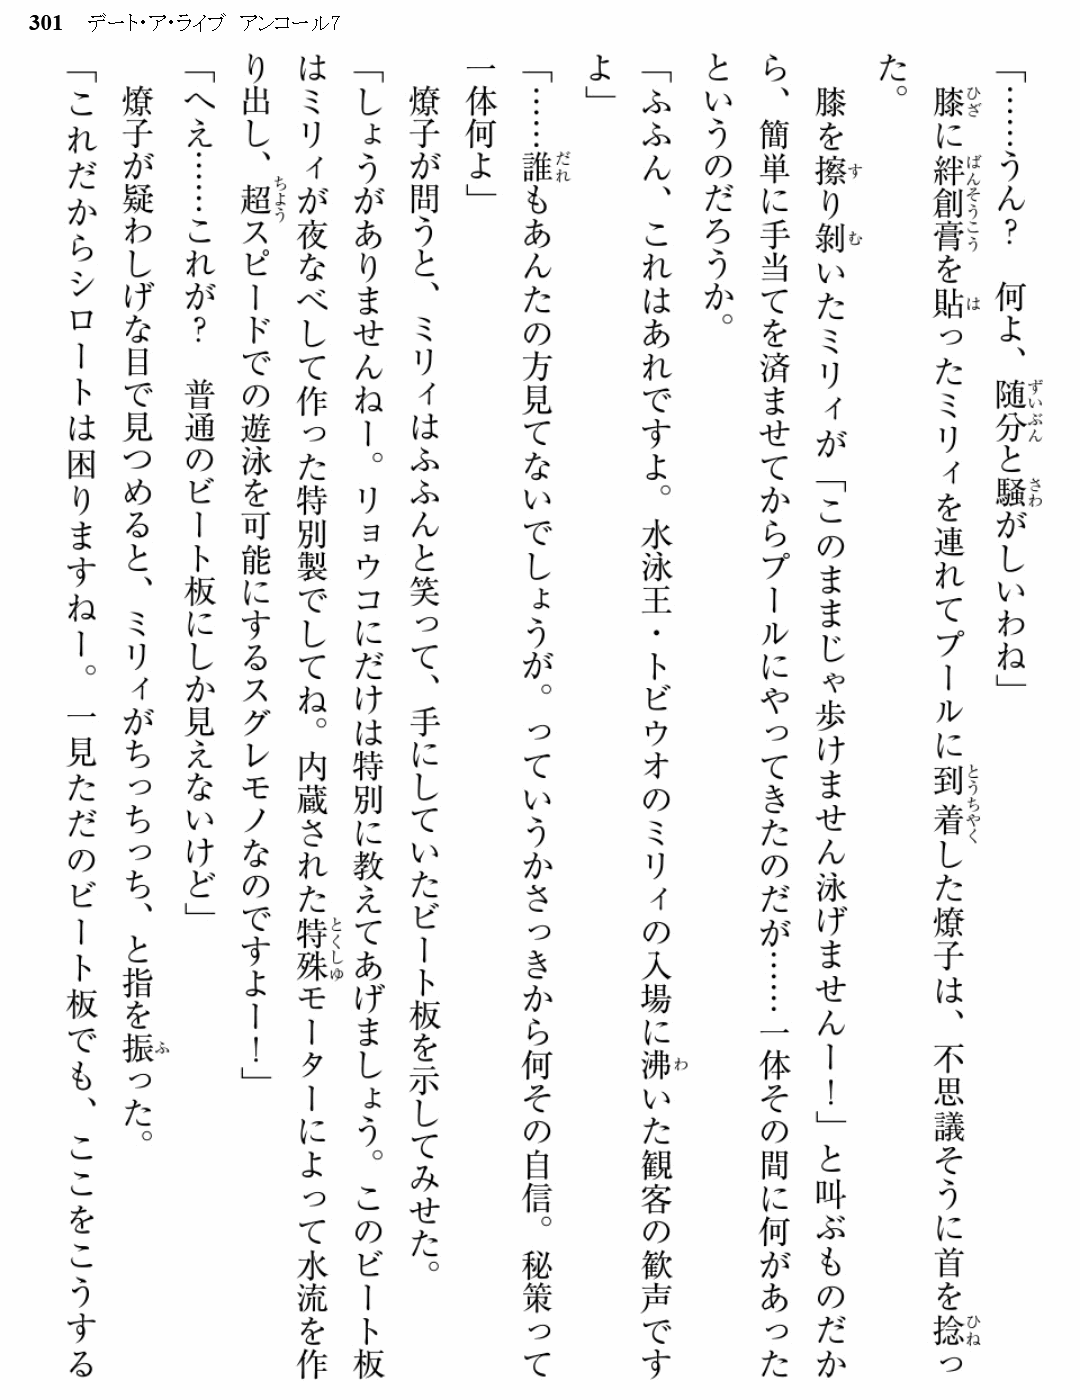 301 デート・ア・ライブ アンコール7
「……うん？　何よ、随分と騒がしいわね」
　膝に絆創膏を貼ったミリィを連れてプールに到着した燎子は、不思議そうに首を捻っ
た。
　膝を擦り剝いたミリィが「このままじゃ歩けません泳げませんー！」と叫ぶものだか
ら、簡単に手当てを済ませてからプールにやってきたのだが……一体その間に何があった
というのだろうか。
「ふふん、これはあれですよ。水泳王・トビウオのミリィの入場に沸いた観客の歓声です
よ」
「……誰もあんたの方見てないでしょうが。っていうかさっきから何その自信。秘策って
一体何よ」
　燎子が問うと、ミリィはふふんと笑って、手にしていたビート板を示してみせた。
「しょうがありませんねー。リョウコにだけは特別に教えてあげましょう。このビート板
はミリィが夜なべして作った特別製でしてね。内蔵された特殊モーターによって水流を作
り出し、超スピードでの遊泳を可能にするスグレモノなのですよー！」
「へえ……これが？　普通のビート板にしか見えないけど」
　燎子が疑わしげな目で見つめると、ミリィがちっちっち、と指を振った。
「これだからシロートは困りますねー。一見ただのビート板でも、ここをこうする